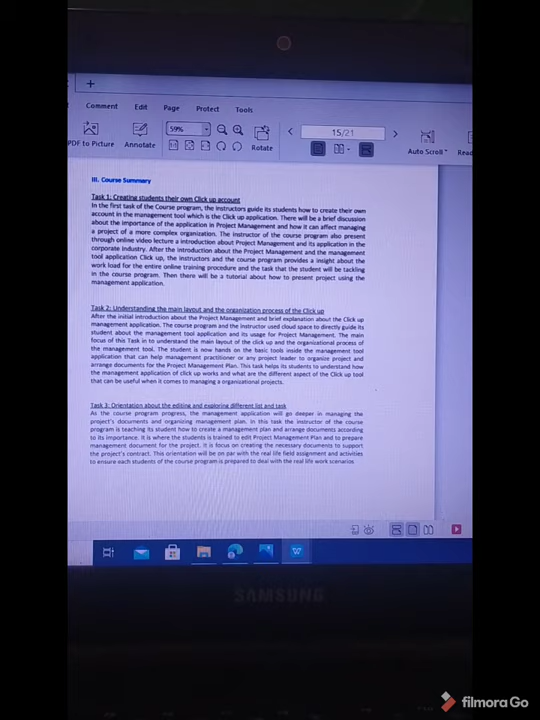 +
Comment Edit Page Protect Tools
59%
15/21
PDF to Picture Annotate Rotate Auto Scroll Read
III. Course Summary
Task 1: Creating students their own Click up account
In the first task of the Course program, the instructors guide its students how to create their own
account in the management tool which is the Click up application. There will be a brief discussion
about the importance of the application in Project Management and how it can affect managing
a project of a more complex organization. The instructor of the course program also present
through online video lecture a introduction about Project Management and its application in the
corporate industry. After the introduction about the Project Management and the management
tool application Click up, the instructors and the course program provides a insight about the
work load for the entire online training procedure and the task that the student will be tackling
in the course program. Then there will be a tutorial about how to present project using the
management application.
Task 2: Understanding the main layout and the organization process of the Click up
After the initial introduction about the Project Management and brief explanation about the Click up
management application. The course program and the instructor used cloud space to directly guide its
student about the management tool application and its usage for Project Management. The main
focus of this Task in to understand the main layout of the click up and the organizational process of
the management tool. The student is now hands on the basic tools inside the management tool
application that can help management practitioner or any project leader to organize project and
arrange documents for the Project Management Plan. This task helps its students to understand how
the management application of click up works and what are the different aspect of the Click up tool
that can be useful when it comes to managing a organizational projects.
Task 3: Orientation about the editing and exploring different list and task
As the course program progress, the management application will go deeper in managing the
project's documents and organizing management plan. In this task the instructor of the course
program is teaching its student how to create a management plan and arrange documents according
to its importance. It is where the students is trained to edit Project Management Plan and to prepare
management document for the project. It is focus on creating the necessary documents to support
the project's contract. This orientation will be on par with the real life field assignment and activities
to ensure each students of the course program is prepared to deal with the real life work scenarios.
SAMSUNG
filmora Go